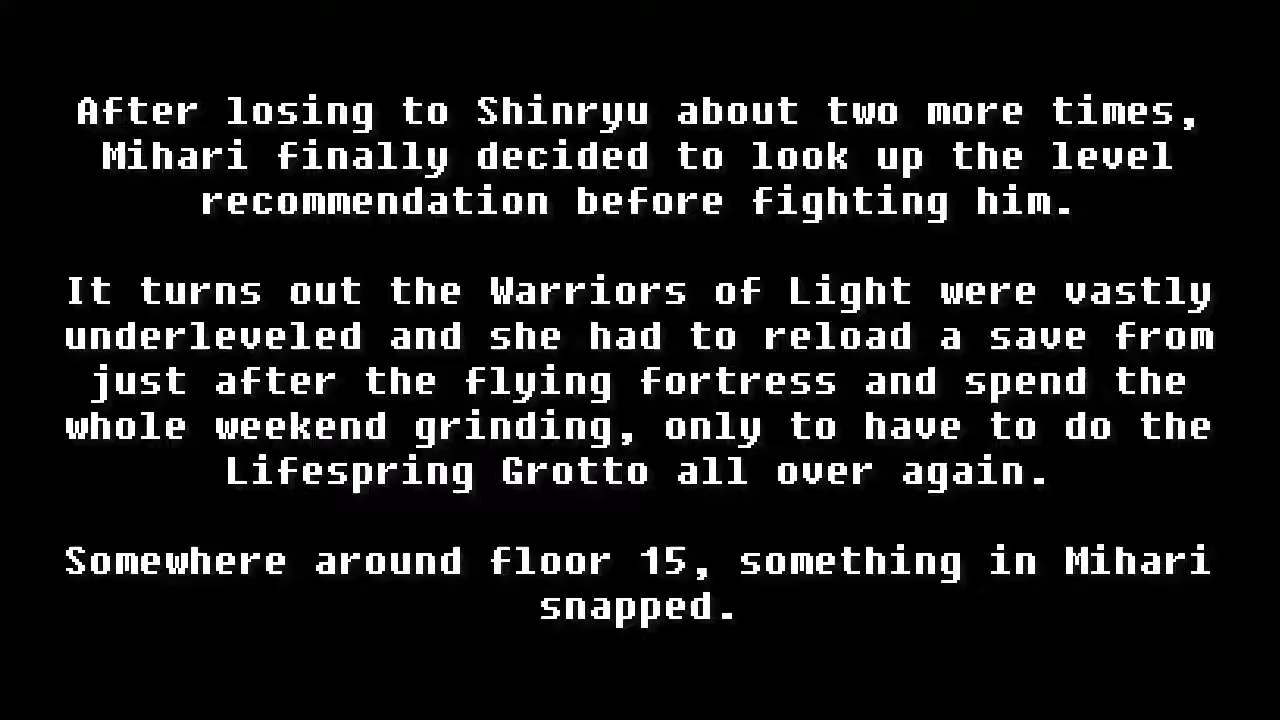 After losing to Shinryu about two more times,
Mihari finally decided to look up the level
recommendation before fighting him.
It turns out the Warriors of Light were vastly
underleveled and she had to reload a save from
just after the flying fortress and spend the
whole weekend grinding, only to have to do the
Lifespring Grotto all over again.
Somewhere around floor 15, something in Mihari
snapped.